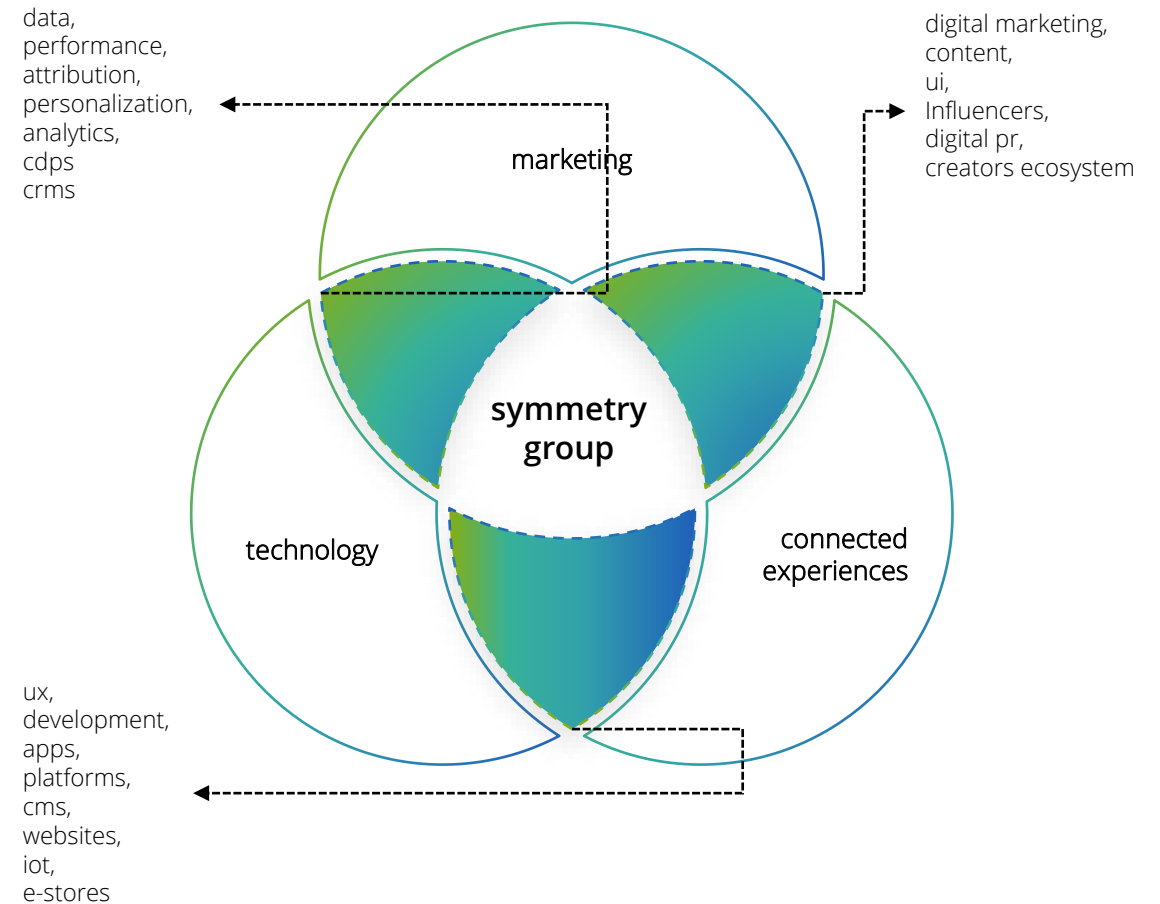 data,
performance,
attribution,
personalization,
analytics,
cdps
crms
digital marketing,
content,
ui,
Influencers,
digital pr,
creators ecosystem
marketing
symmetry
group
technology
connected
experiences
ux,
development,
apps,
platforms,
cms,
websites,
iot,
e-stores